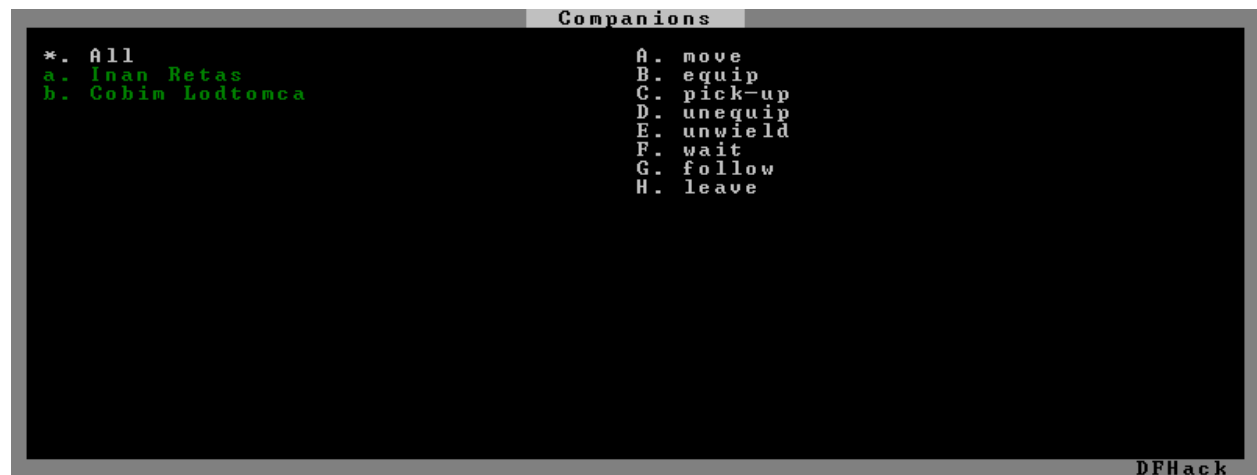 Companions
*. All
a. Inan Retas
b. Cobim Lodtomca
A. move
B. equip
C. pick-up
D. unequip
E. unwield
F. wait
G. follow
H. leave
DFHack